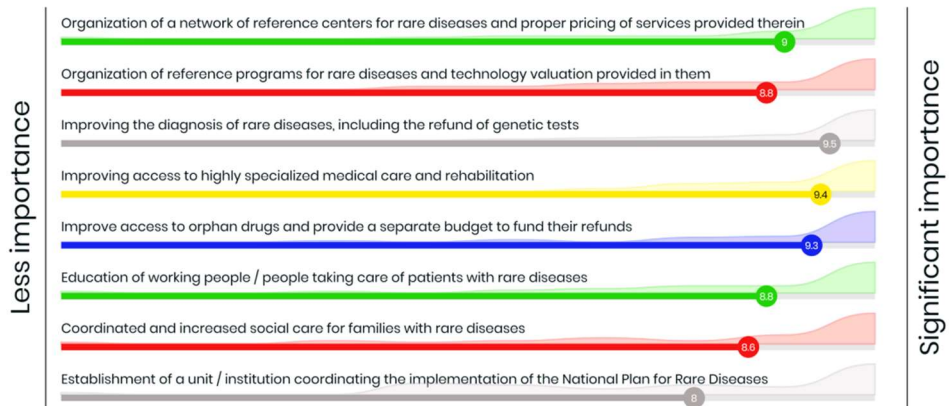 Less importance
Organization of a network of reference centers for rare diseases and proper pricing of services provided therein
9
Organization of reference programs for rare diseases and technology valuation provided in them
8.8
Improving the diagnosis of rare diseases, including the refund of genetic tests
9.5
Improving access to highly specialized medical care and rehabilitation
9.4
Improve access to orphan drugs and provide a separate budget to fund their refunds
9.3
Education of working people / people taking care of patients with rare diseases
8.8
Coordinated and increased social care for families with rare diseases
8.6
Establishment of a unit / institution coordinating the implementation of the National Plan for Rare Diseases
8
Significant importance